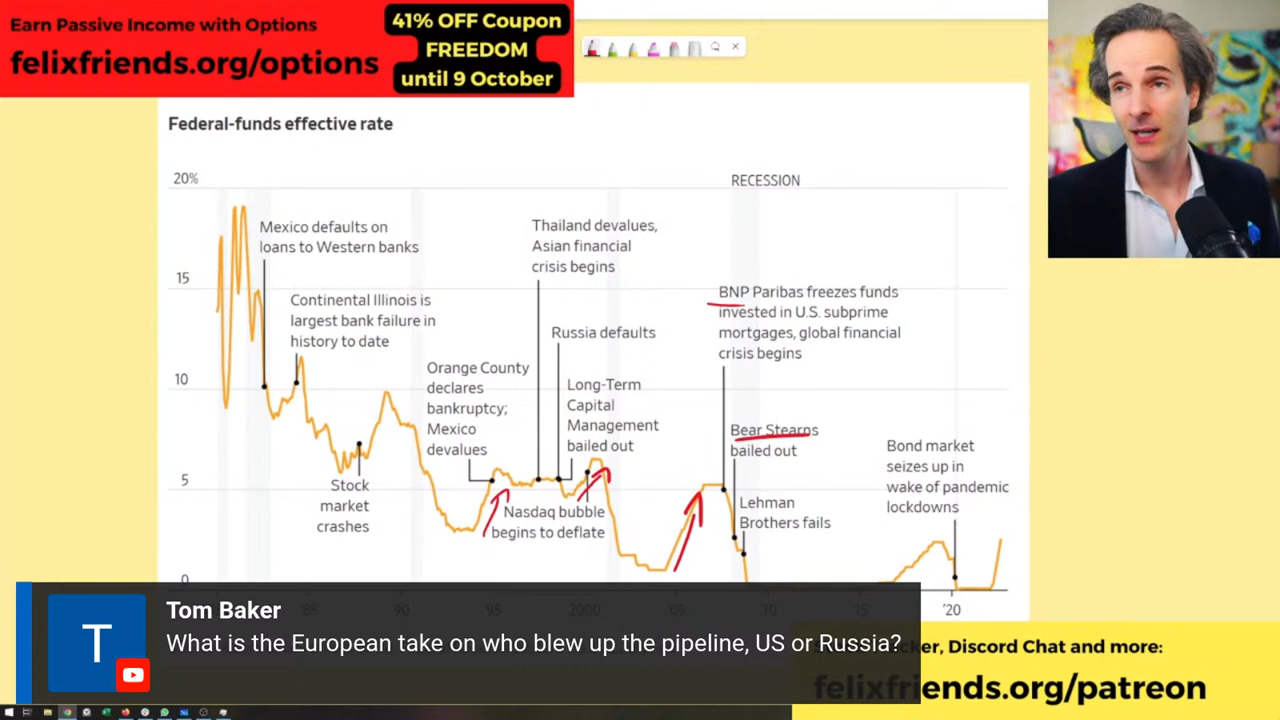 Earn Passive Income with Options
felixfriends.org/options
41% OFF Coupon
FREEDOM
until 9 October
Federal-funds effective rate
20%
RECESSION
Mexico defaults on
loans to Western banks
Thailand devalues,
Asian financial
crisis begins
15
Continental Illinois is
largest bank failure in
history to date
BNP Paribas freezes funds
invested in U.S. subprime
mortgages, global financial
crisis begins
Russia defaults
10
Orange County
declares
bankruptcy;
Mexico
devalues
Long-Term
Capital
Management
bailed out
Bear Stearns
bailed out
Bond market
seizes up in
wake of pandemic
lockdowns
5
Stock
market
crashes
Nasdaq bubble
begins to deflate
Lehman
Brothers fails
0
90
95
2000
'05
'10
'15
'20
T
Tom Baker
What is the European take on who blew up the pipeline, US or Russia?
Discord Chat and more:
felixfriends.org/patreon